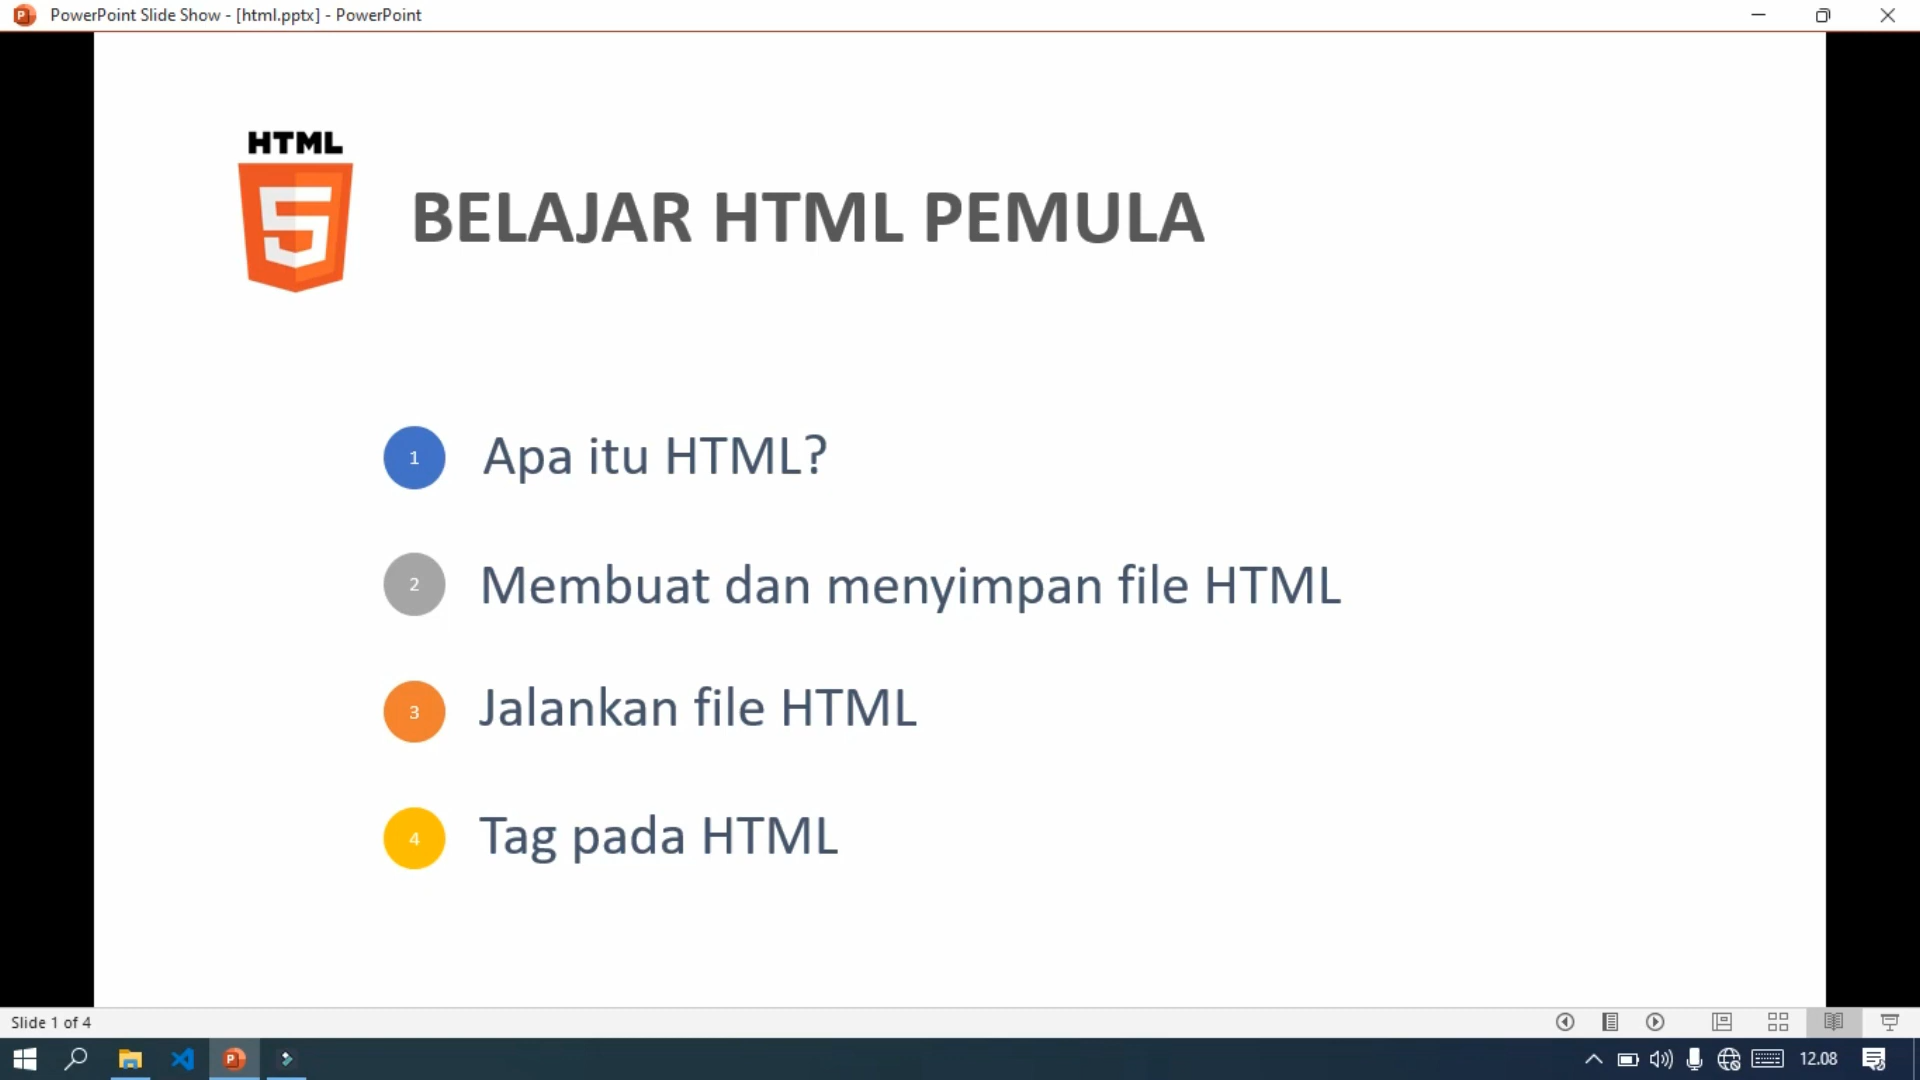 PowerPoint Slide Show - [html.pptx] - PowerPoint
HTML
5
BELAJAR HTML PEMULA
1 Apa itu HTML?
2 Membuat dan menyimpan file HTML
3 Jalankan file HTML
4 Tag pada HTML
Slide 1 of 4
12.08